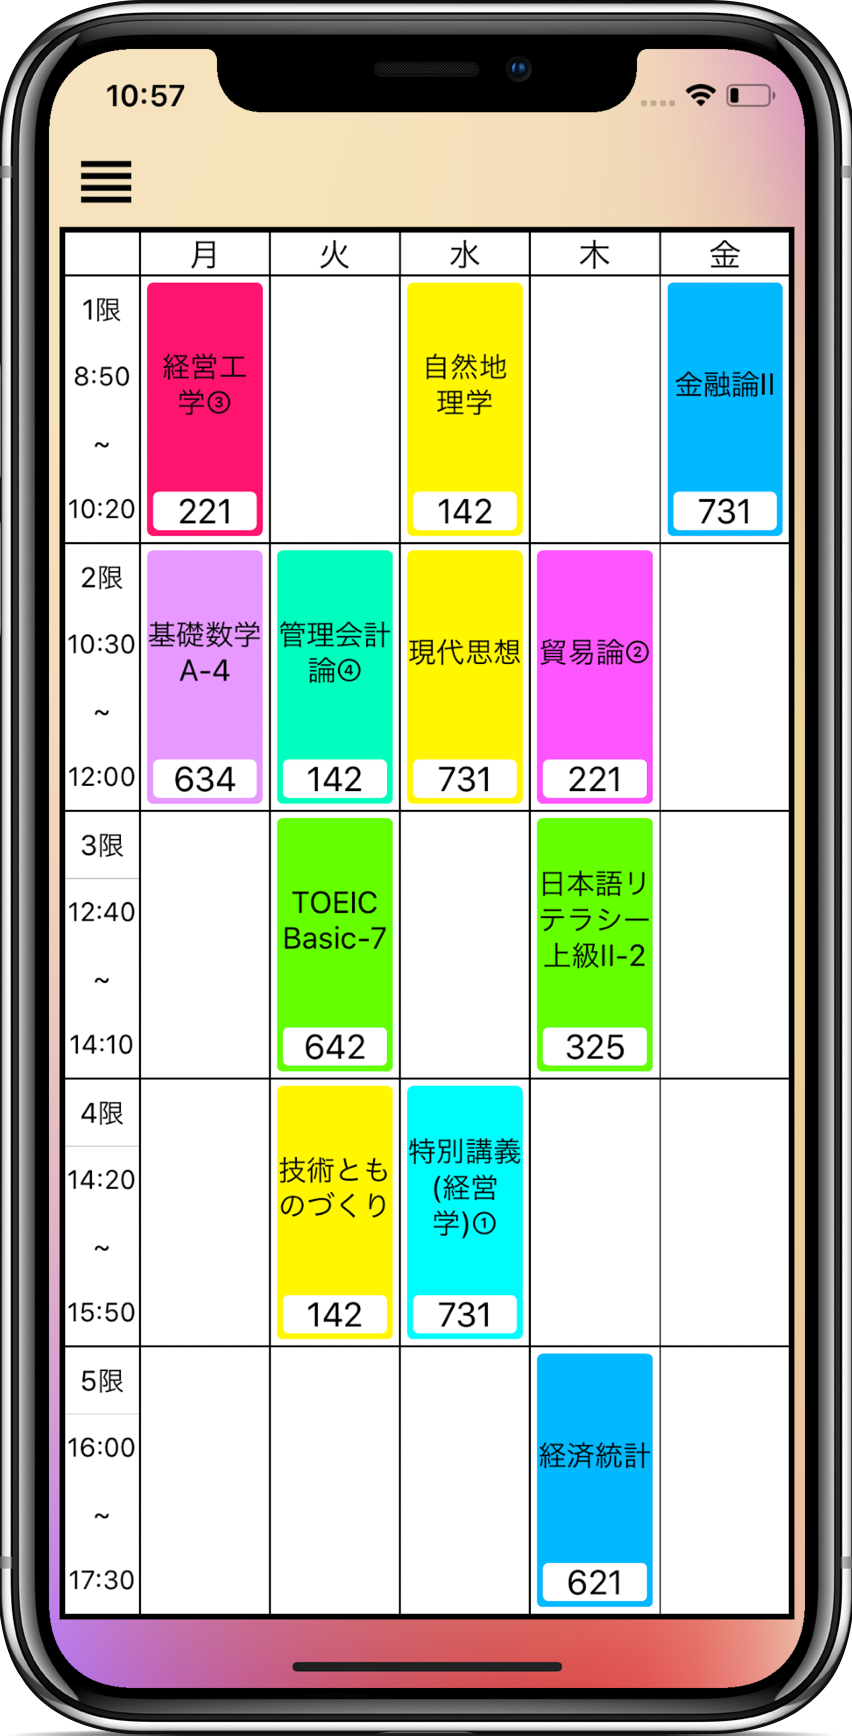 10:57
月 火 水 木 金
1限
8:50
~
10:20
経営工
学③
221
自然地
理学
142
金融論II
731
2限
10:30
~
12:00
基礎数学
A-4
634
管理会計
論④
142
現代思想
731
貿易論②
221
3限
12:40
~
14:10
TOEIC
Basic-7
642
日本語リ
テラシー
上級II-2
325
4限
14:20
~
15:50
技術とも
のづくり
142
特別講義
(経営
学)①
731
5限
16:00
~
17:30
経済統計
621